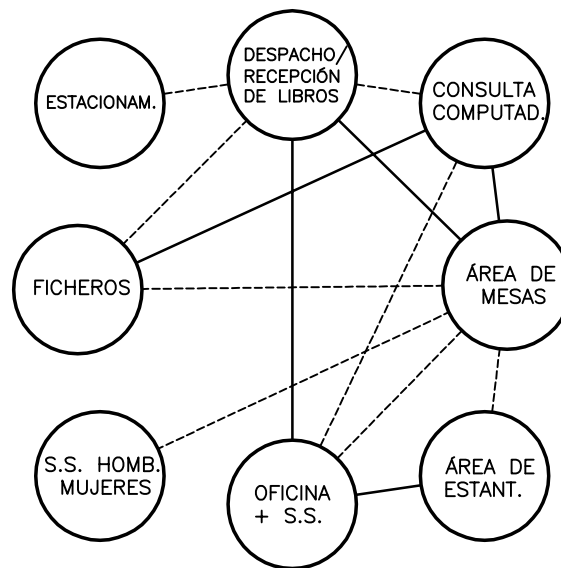 DESPACHO/
RECEPCIÓN
DE LIBROS
ESTACIONAM.
CONSULTA
COMPUTAD.
FICHEROS
ÁREA DE
MESAS
S.S. HOMB.
MUJERES
OFICINA
+ S.S.
ÁREA DE
ESTANT.